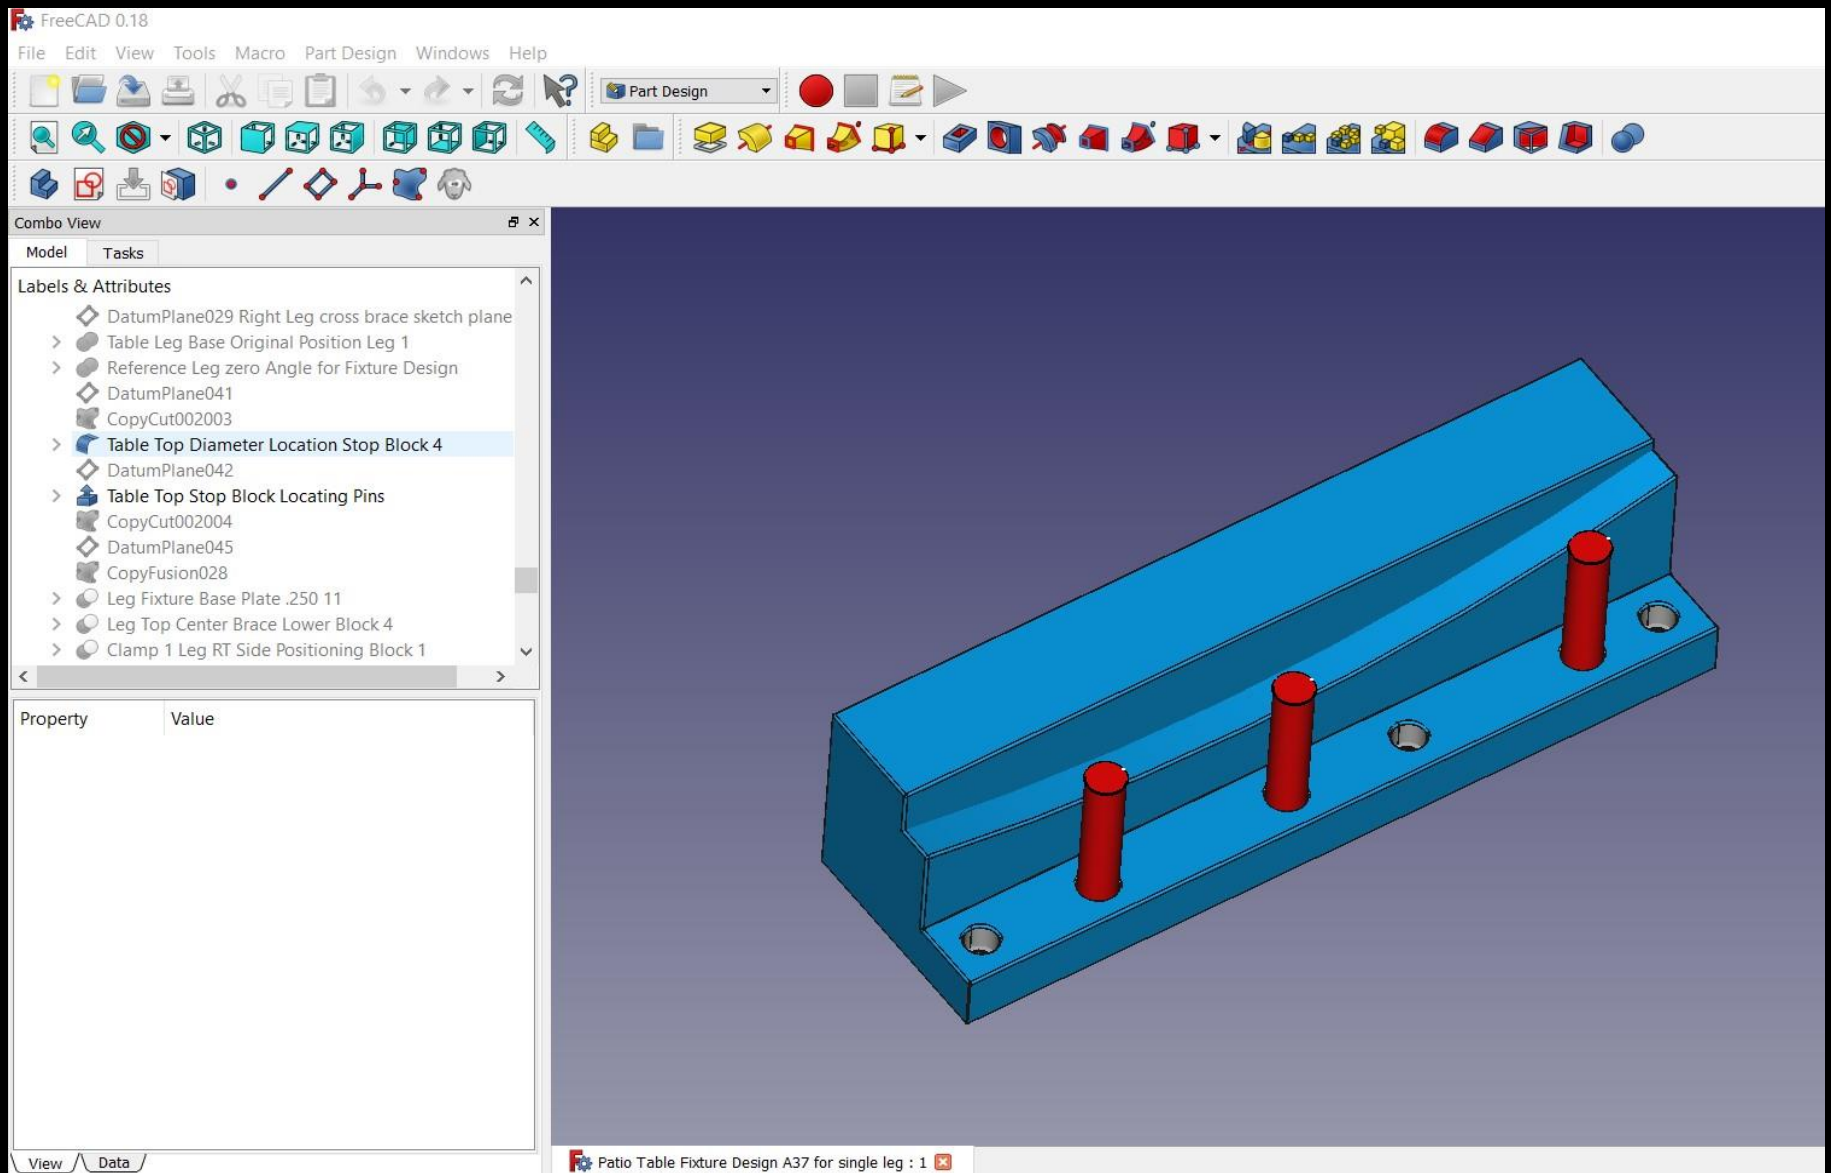 FreeCAD 0.18
File Edit View Tools Macro Part Design Windows Help
Part Design
Combo View
Model Tasks
Labels & Attributes
DatumPlane029 Right Leg cross brace sketch plane
Table Leg Base Original Position Leg 1
Reference Leg zero Angle for Fixture Design
DatumPlane041
CopyCut002003
Table Top Diameter Location Stop Block 4
DatumPlane042
Table Top Stop Block Locating Pins
CopyCut002004
DatumPlane045
CopyFusion028
Leg Fixture Base Plate .250 11
Leg Top Center Brace Lower Block 4
Clamp 1 Leg RT Side Positioning Block 1
Property Value
View Data
Patio Table Fixture Design A37 for single leg : 1